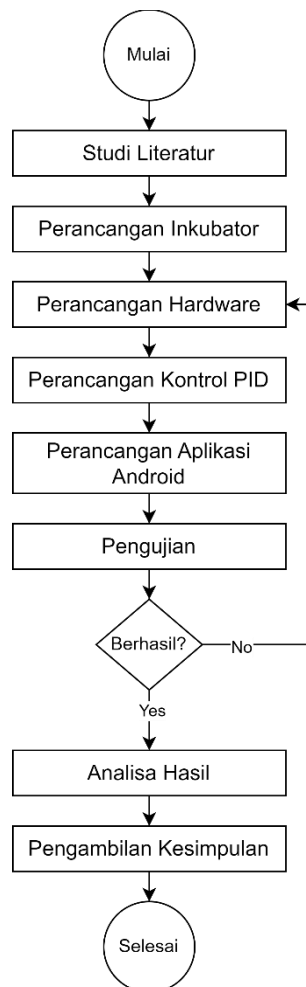 Mulai
Studi Literatur
Perancangan Inkubator
Perancangan Hardware
Perancangan Kontrol PID
Perancangan Aplikasi
Android
Pengujian
Berhasil?
No
Yes
Analisa Hasil
Pengambilan Kesimpulan
Selesai